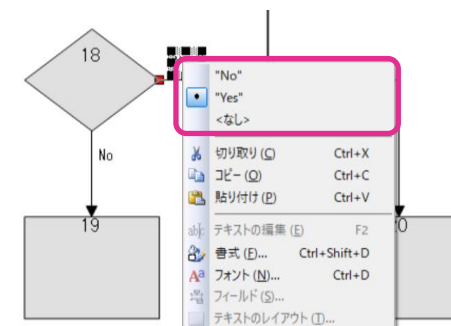 18
"No"
"Yes"
<なし>
切り取り(C) Ctrl+X
コピー(O) Ctrl+C
貼り付け(P) Ctrl+V
テキストの編集(E) F2
書式(F)... Ctrl+Shift+D
フォント(N)... Ctrl+D
フィールド(S)...
テキストのレイアウト(T)...
No
19